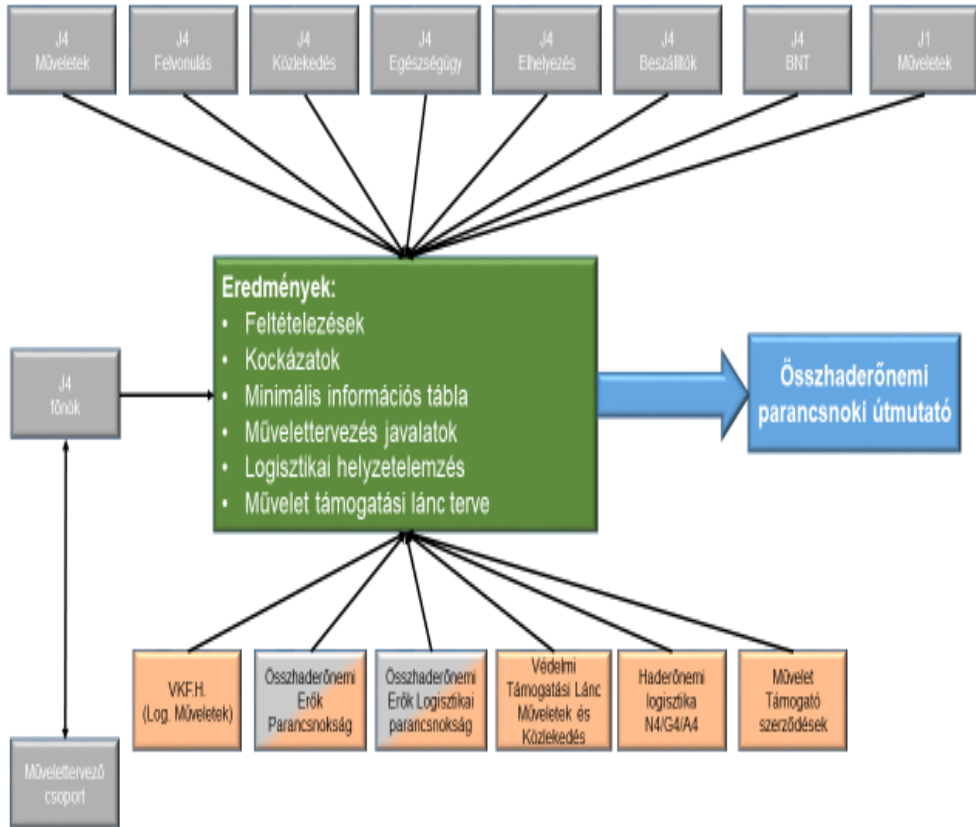 J4
Műveletek
J4
Felvonulás
J4
Közlekedés
J4
Egészségügy
J4
Elhelyezés
J4
Beszállítók
J4
BNT
J1
Műveletek
Eredmények:
• Feltételezések
• Kockázatok
• Minimális információs tábla
• Művelettervezés javalatok
• Logisztikai helyzetelemzés
• Művelet támogatási lánc terve
J4
főnök
Összhaderőnemi
parancsnoki útmutató
VKF.H.
(Log. Műveletek)
Összhaderőnemi
Erők
Parancsnokság
Összhaderőnemi
Erők Logisztikai
parancsnokság
Védelmi
Támogatási Lánc
Műveletek és
Közlekedés
Haderőnemi
logisztika
N4/G4/A4
Művelet
Támogató
szerződések
Művelettervező
csoport